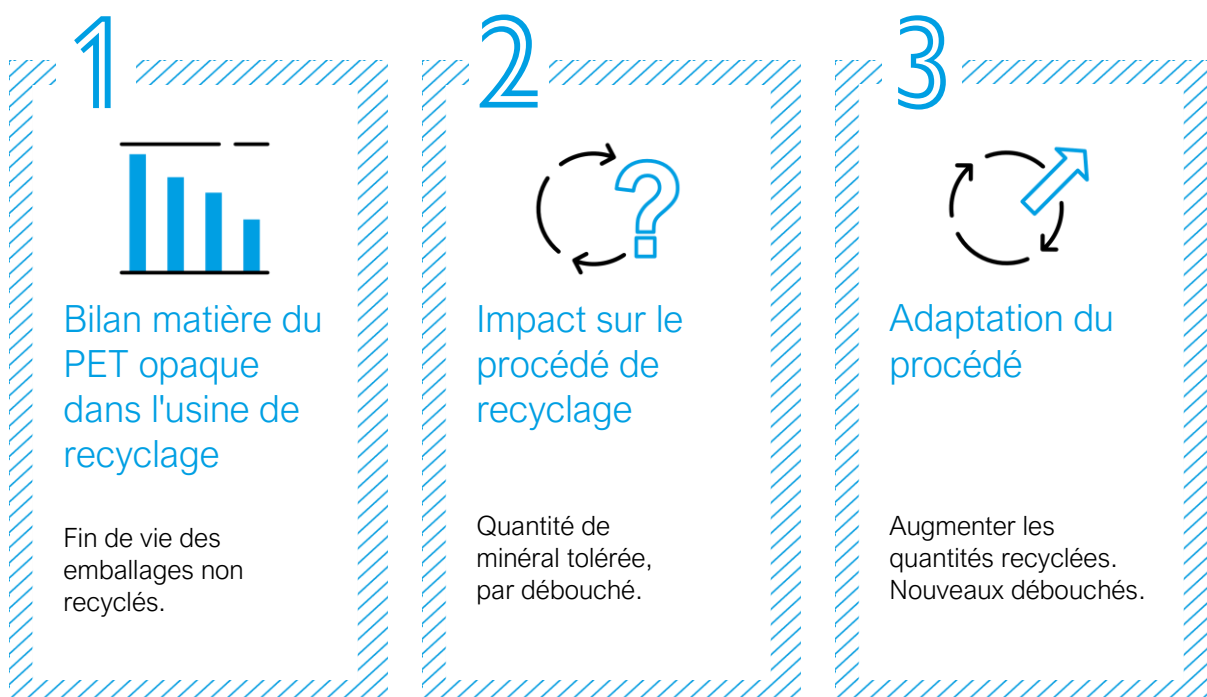 1
Bilan matière du
PET opaque
dans l'usine de
recyclage
Fin de vie des
emballages non
recyclés.
2
Impact sur le
procédé de
recyclage
Quantité de
minéral tolérée,
par débouché.
3
Adaptation du
procédé
Augmenter les
quantités recyclées.
Nouveaux débouchés.